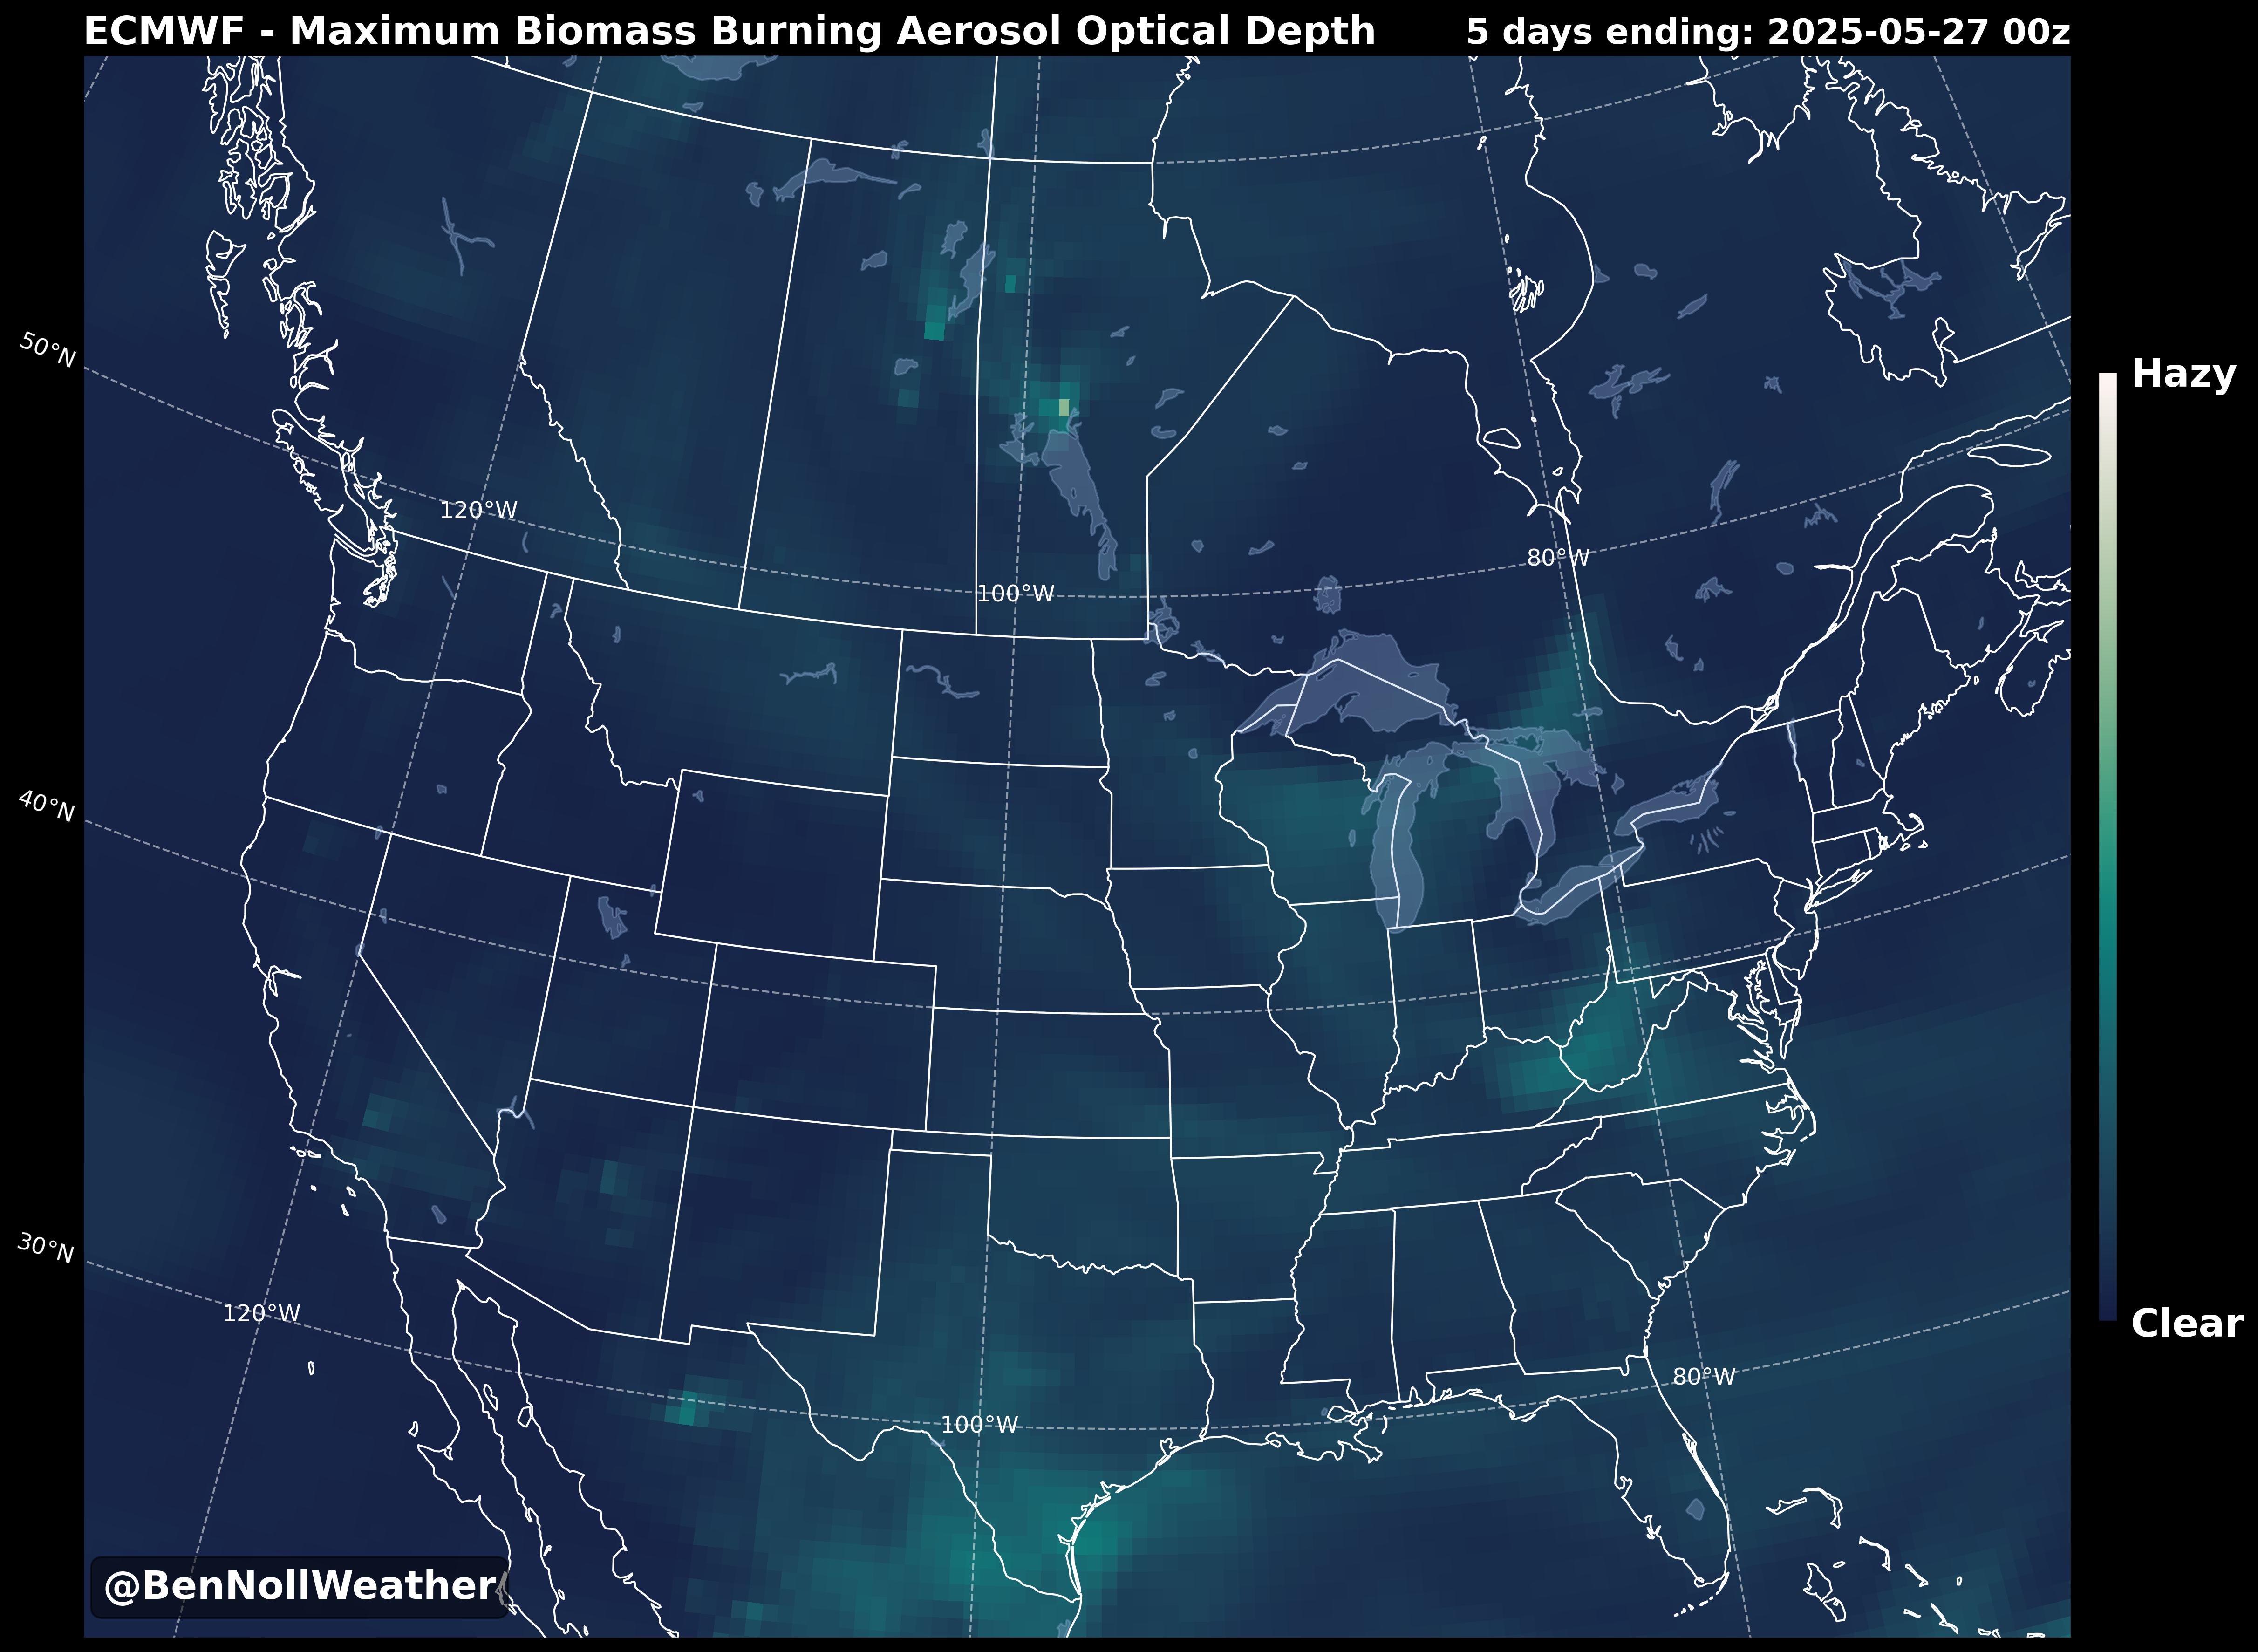 ECMWF - Maximum Biomass Burning Aerosol Optical Depth
5 days ending: 2025-05-27 00z
50°N
Hazy
120°W
80°W
100°W
40°N
30°N
120°W
Clear
80°W
100°W
@BenNollWeather